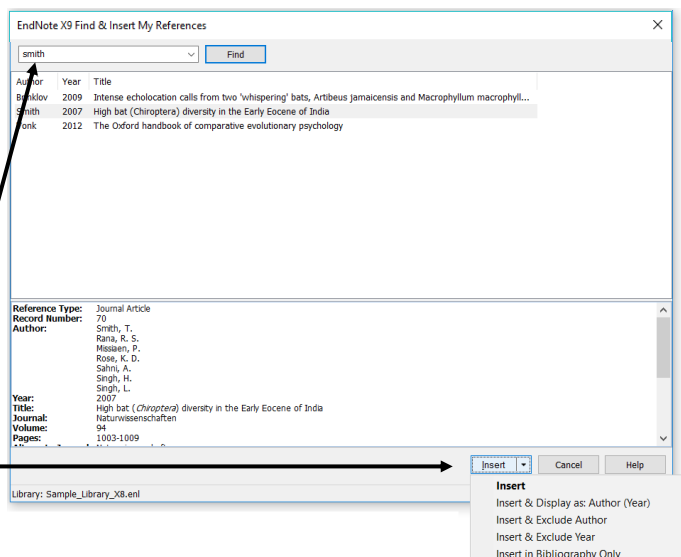 EndNote X9 Find & Insert My References
smith Find
Author Year Title
2009 Intense echolocation calls from two 'whispering' bats, Artibeus jamaicensis and Macrophyllum macrophyll...
Smith 2007 High bat (Chiroptera) diversity in the Early Eocene of India
2012 The Oxford handbook of comparative evolutionary psychology
Reference Type: Journal Article
Record Number: 70
Author: Smith, T.
Rana, R. S.
Missiaen, P.
Rose, K. D.
Sahni, A.
Singh, H.
Singh, L.
Year: 2007
Title: High bat (Chiroptera) diversity in the Early Eocene of India
Journal: Naturwissenschaften
Volume: 94
Pages: 1003-1009
Insert Cancel Help
Library: Sample_Library_X8.enl
Insert
Insert & Display as: Author (Year)
Insert & Exclude Author
Insert & Exclude Year
Insert in Bibliography Only